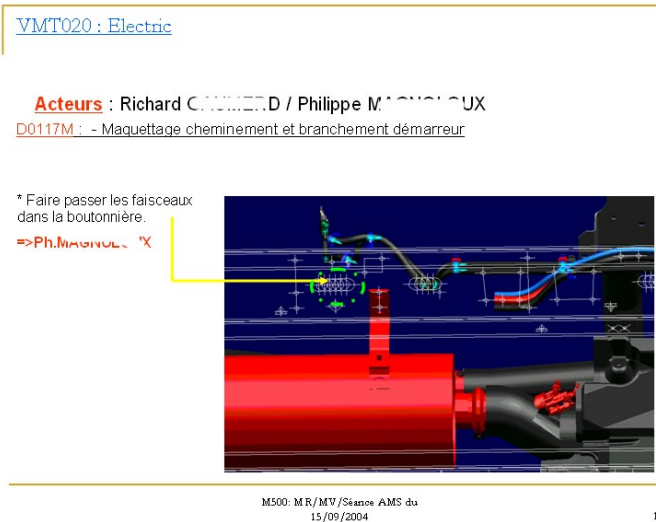 VMT020 : Electric
Acteurs : Richard / Philippe
D0117M : - Maquettage cheminement et branchement démarreur
* Faire passer les faisceaux
dans la boutonnière.
=>Ph.
M500: MR/MV/Séance AMS du
15/09/2004
1